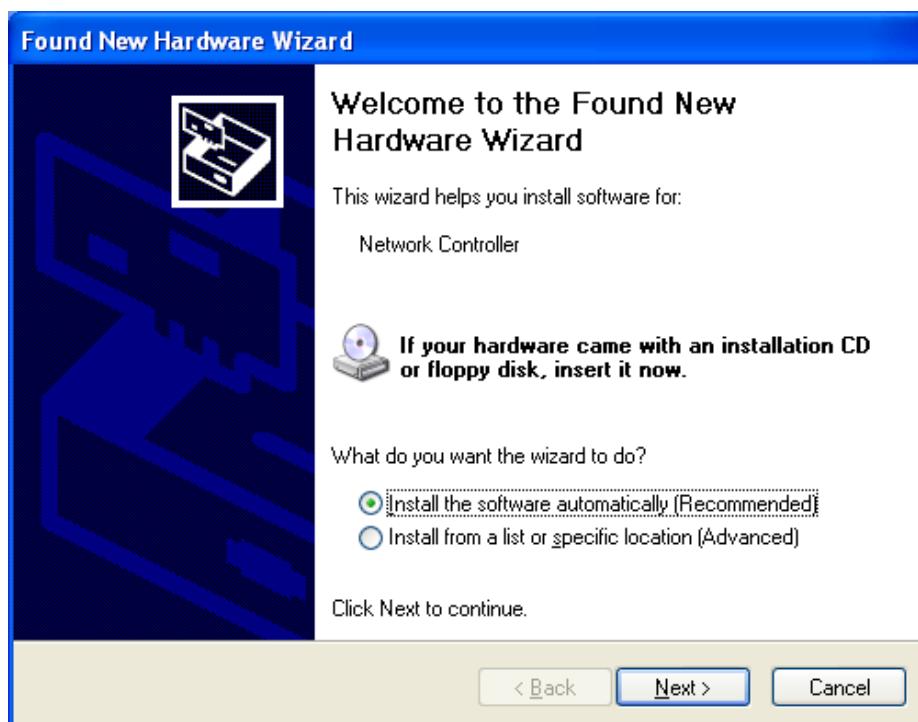 Found New Hardware Wizard
Welcome to the Found New
Hardware Wizard
This wizard helps you install software for:
Network Controller
If your hardware came with an installation CD
or floppy disk, insert it now.
What do you want the wizard to do?
Install the software automatically (Recommended)
Install from a list or specific location (Advanced)
Click Next to continue.
< Back Next > Cancel